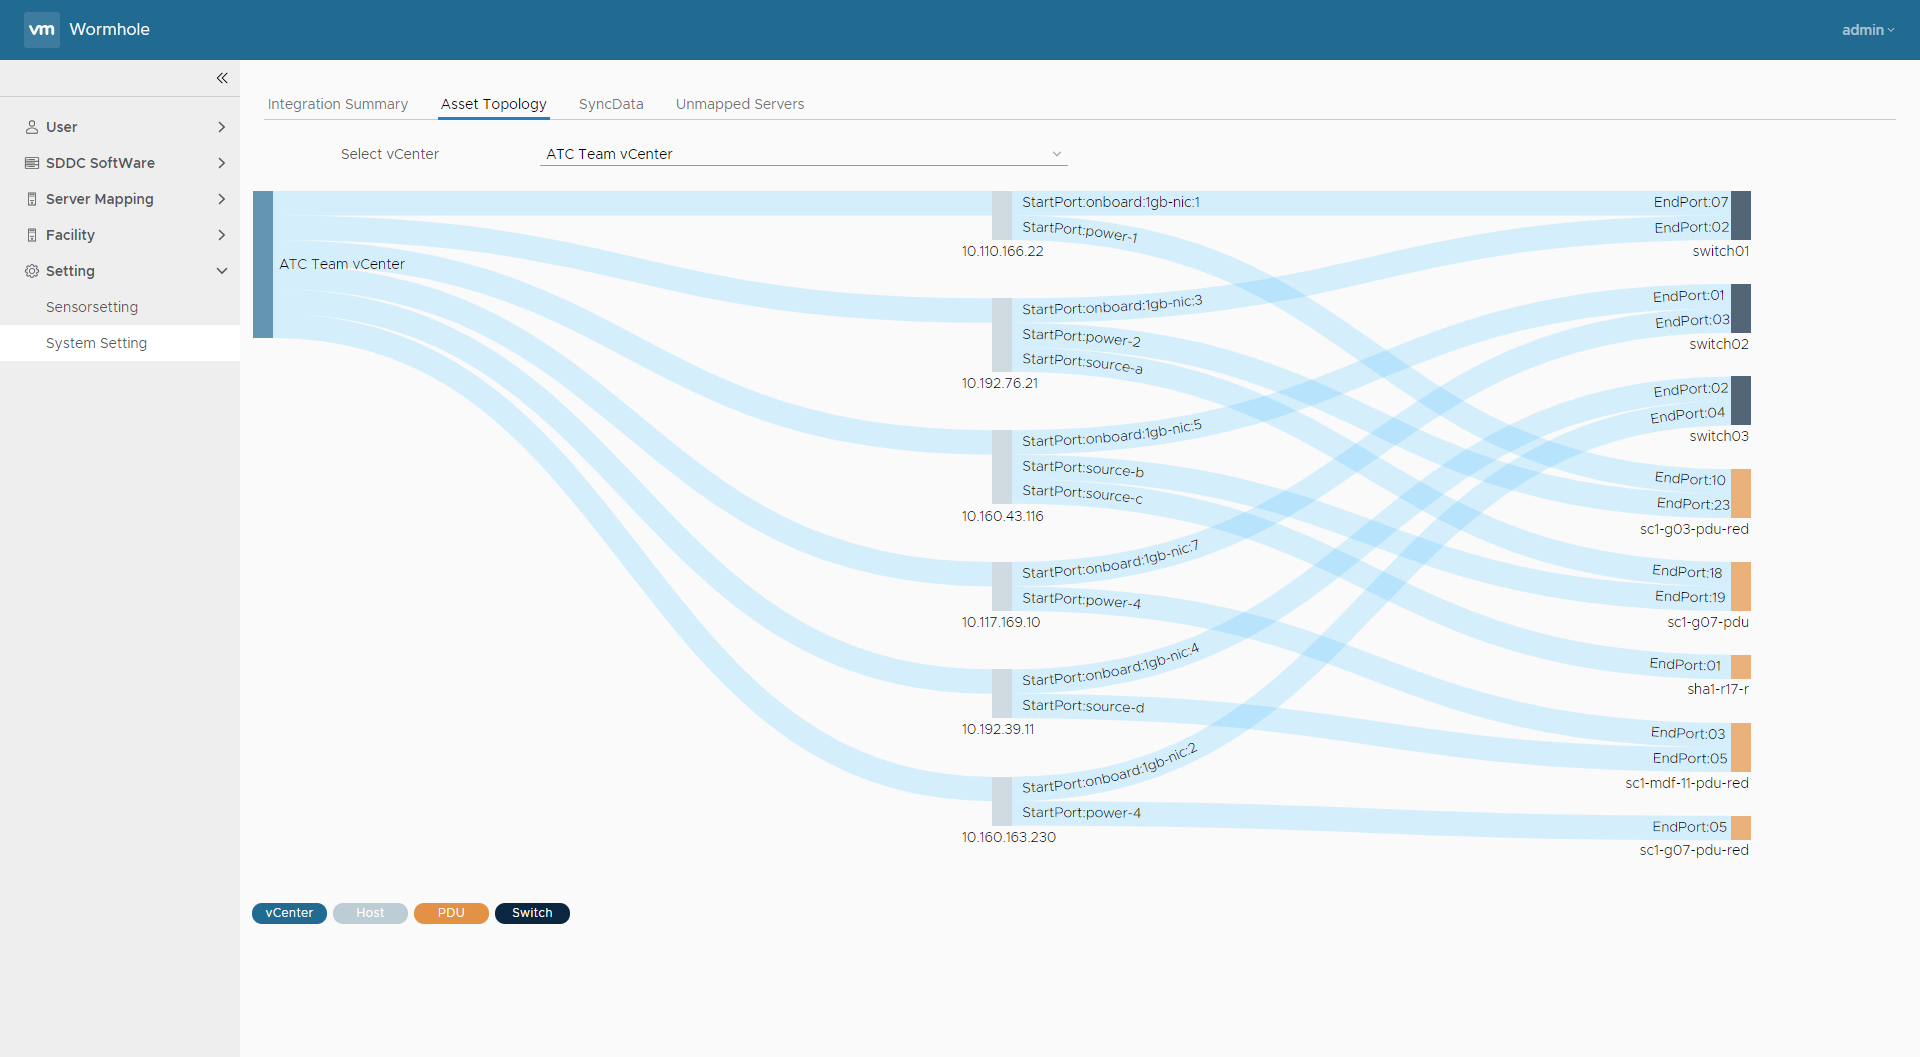 vm Wormhole
admin
User
SDDC SoftWare
Server Mapping
Facility
Setting
Sensorsetting
System Setting
Integration Summary Asset Topology SyncData Unmapped Servers
Select vCenter ATC Team vCenter
ATC Team vCenter
StartPort:onboard:1gb-nic:1
StartPort:power-1
10.110.166.22
StartPort:onboard:1gb-nic:3
StartPort:power-2
StartPort:source-a
10.192.76.21
StartPort:onboard:1gb-nic:5
StartPort:source-b
StartPort:source-c
10.160.43.116
StartPort:onboard:1gb-nic:7
StartPort:power-4
10.117.169.10
StartPort:onboard:1gb-nic:4
StartPort:source-d
10.192.39.11
StartPort:onboard:1gb-nic:2
StartPort:power-4
10.160.163.230
EndPort:07
EndPort:02
switch01
EndPort:01
EndPort:03
switch02
EndPort:02
EndPort:04
switch03
EndPort:10
EndPort:23
sc1-g03-pdu-red
EndPort:18
EndPort:19
sc1-g07-pdu
EndPort:01
sha1-r17-r
EndPort:03
EndPort:05
sc1-mdf-11-pdu-red
EndPort:05
sc1-g07-pdu-red
vCenter Host PDU Switch